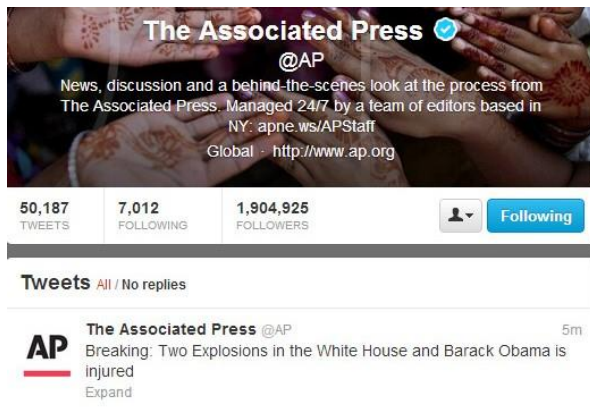 The Associated Press
@AP
News, discussion and a behind-the-scenes look at the process from
The Associated Press. Managed 24/7 by a team of editors based in
NY: apne.ws/APStaff
Global · http://www.ap.org
50,187 7,012 1,904,925
TWEETS FOLLOWING FOLLOWERS
Following
Tweets All / No replies
AP
The Associated Press @AP 5m
Breaking: Two Explosions in the White House and Barack Obama is
injured
Expand